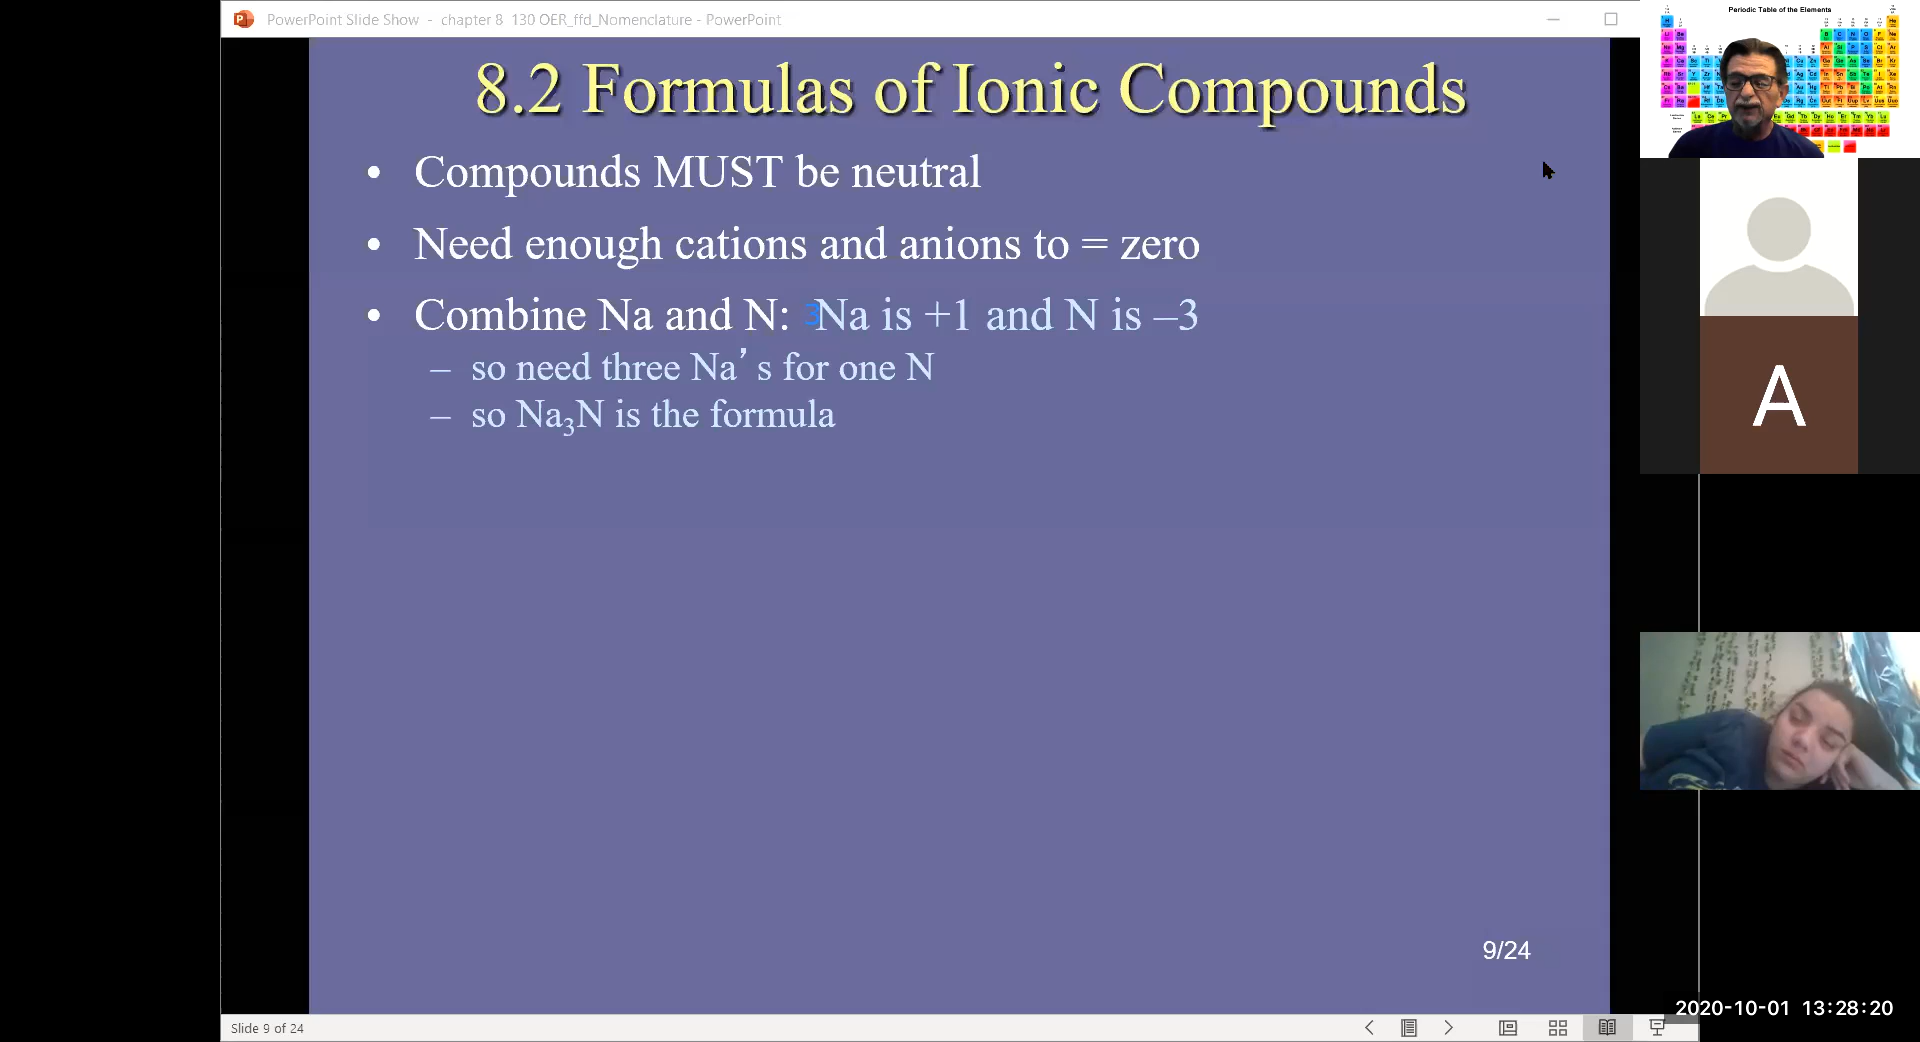 PowerPoint Slide Show - chapter 8 130 OER_ffd_Nomenclature - PowerPoint
Periodic Table of the Elements
8.2 Formulas of Ionic Compounds
• Compounds MUST be neutral
• Need enough cations and anions to = zero
• Combine Na and N: 3Na is +1 and N is –3
– so need three Na’s for one N
– so Na₃N is the formula
A
9/24
2020-10-01 13:28:20
Slide 9 of 24